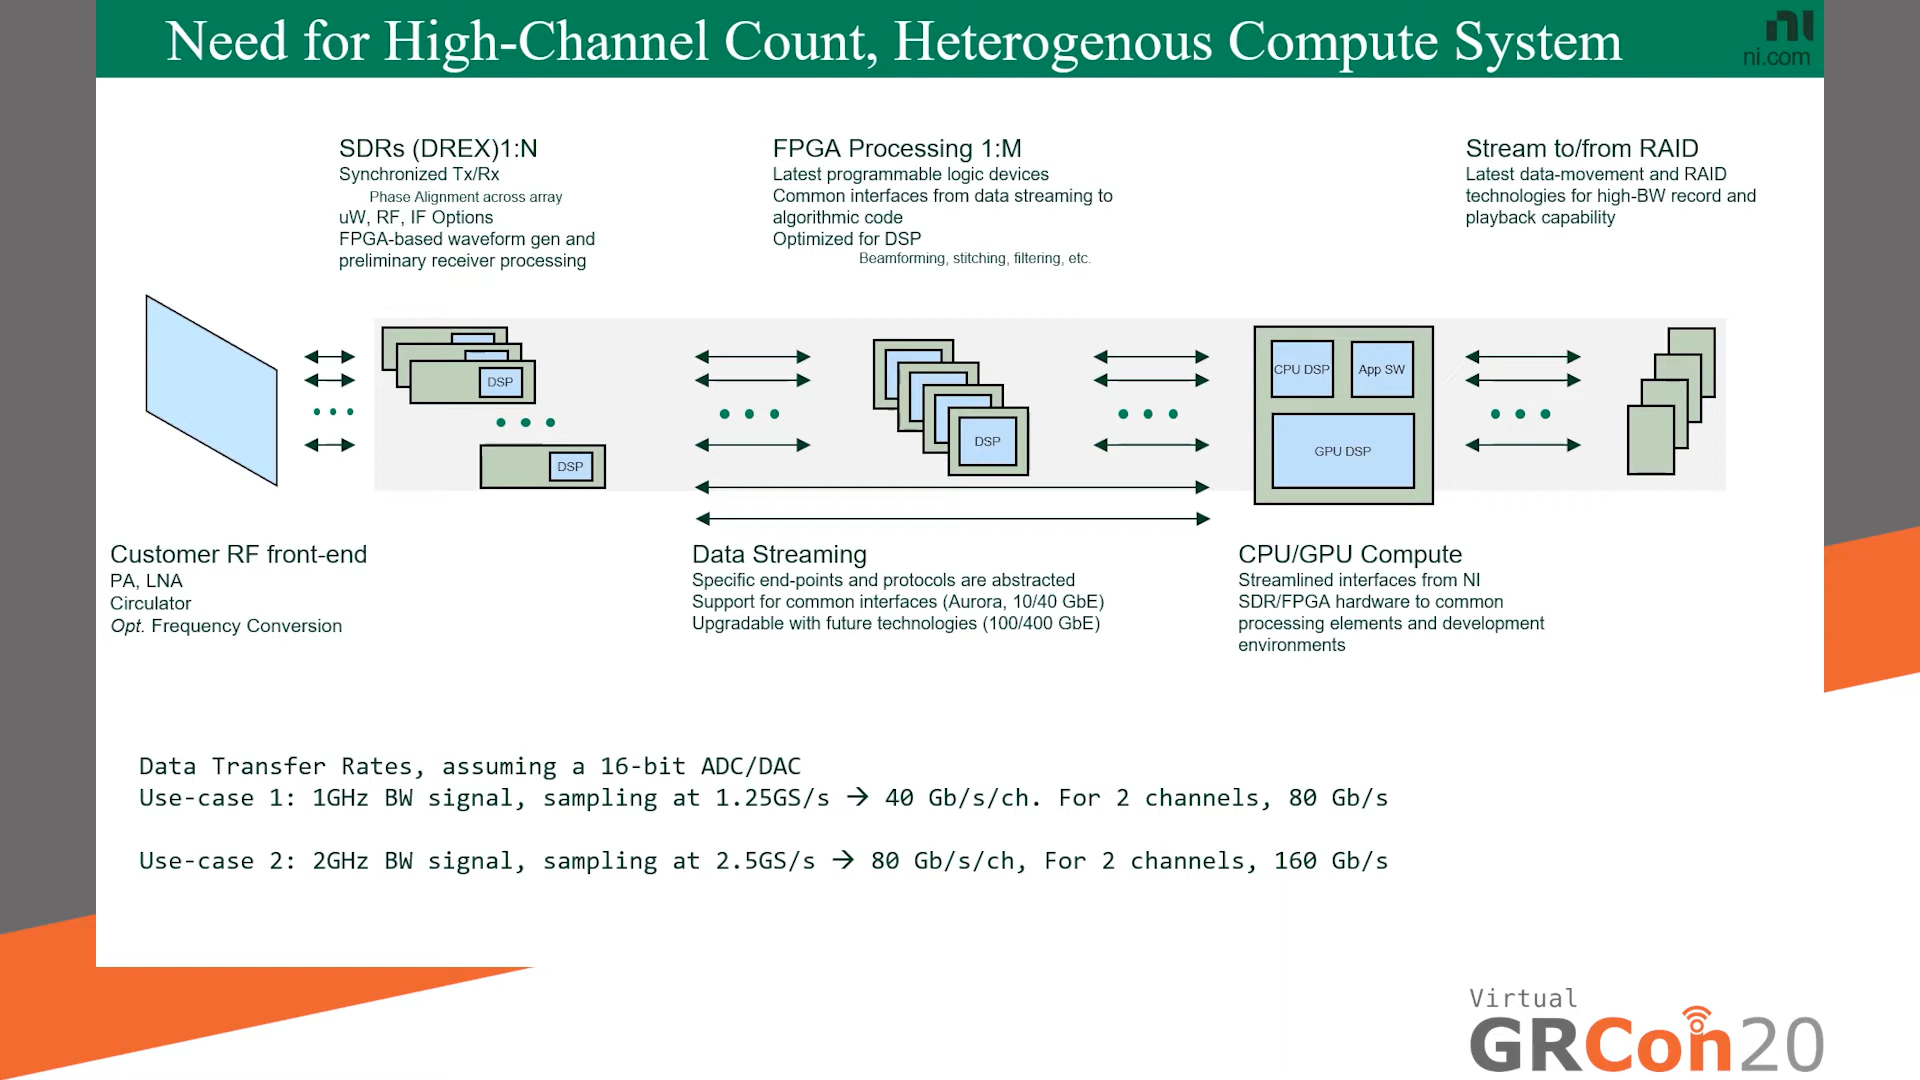 Need for High-Channel Count, Heterogenous Compute System
ni
ni.com
SDRs (DREX)1:N
Synchronized Tx/Rx
Phase Alignment across array
uW, RF, IF Options
FPGA-based waveform gen and
preliminary receiver processing
FPGA Processing 1:M
Latest programmable logic devices
Common interfaces from data streaming to
algorithmic code
Optimized for DSP
Beamforming, stitching, filtering, etc.
Stream to/from RAID
Latest data-movement and RAID
technologies for high-BW record and
playback capability
DSP
DSP
DSP
CPU DSP
App SW
GPU DSP
Customer RF front-end
PA, LNA
Circulator
Opt. Frequency Conversion
Data Streaming
Specific end-points and protocols are abstracted
Support for common interfaces (Aurora, 10/40 GbE)
Upgradable with future technologies (100/400 GbE)
CPU/GPU Compute
Streamlined interfaces from NI
SDR/FPGA hardware to common
processing elements and development
environments
Data Transfer Rates, assuming a 16-bit ADC/DAC
Use-case 1: 1GHz BW signal, sampling at 1.25GS/s → 40 Gb/s/ch. For 2 channels, 80 Gb/s
Use-case 2: 2GHz BW signal, sampling at 2.5GS/s → 80 Gb/s/ch, For 2 channels, 160 Gb/s
Virtual
GRCon20